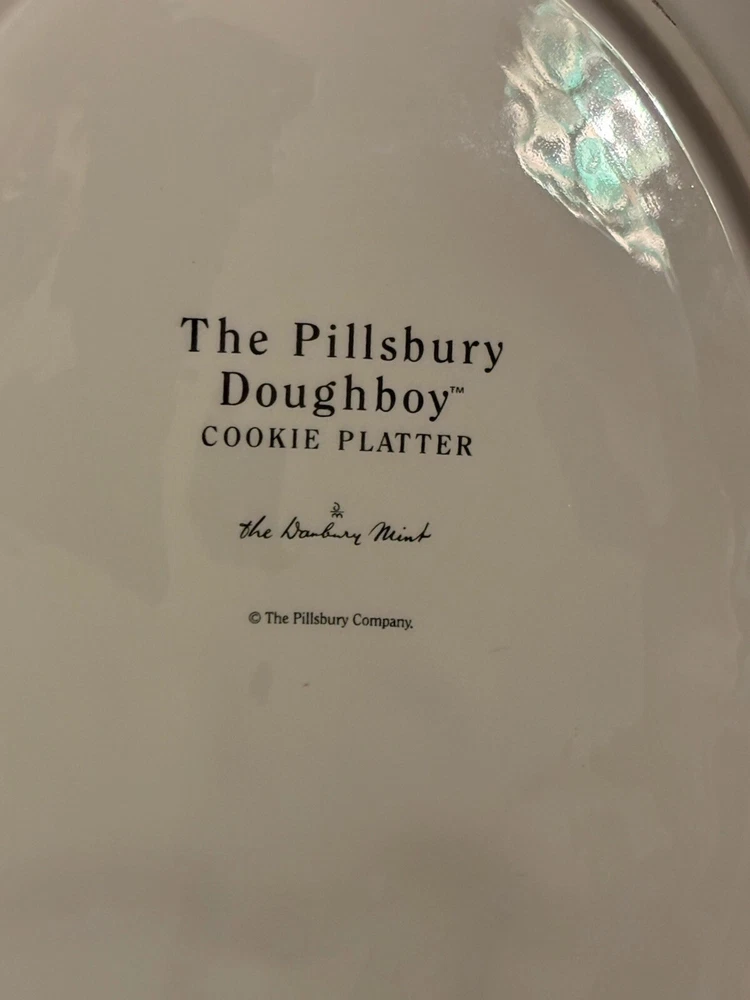 The Pillsbury
Doughboy™
COOKIE PLATTER
the Danbury Mint
© The Pillsbury Company.